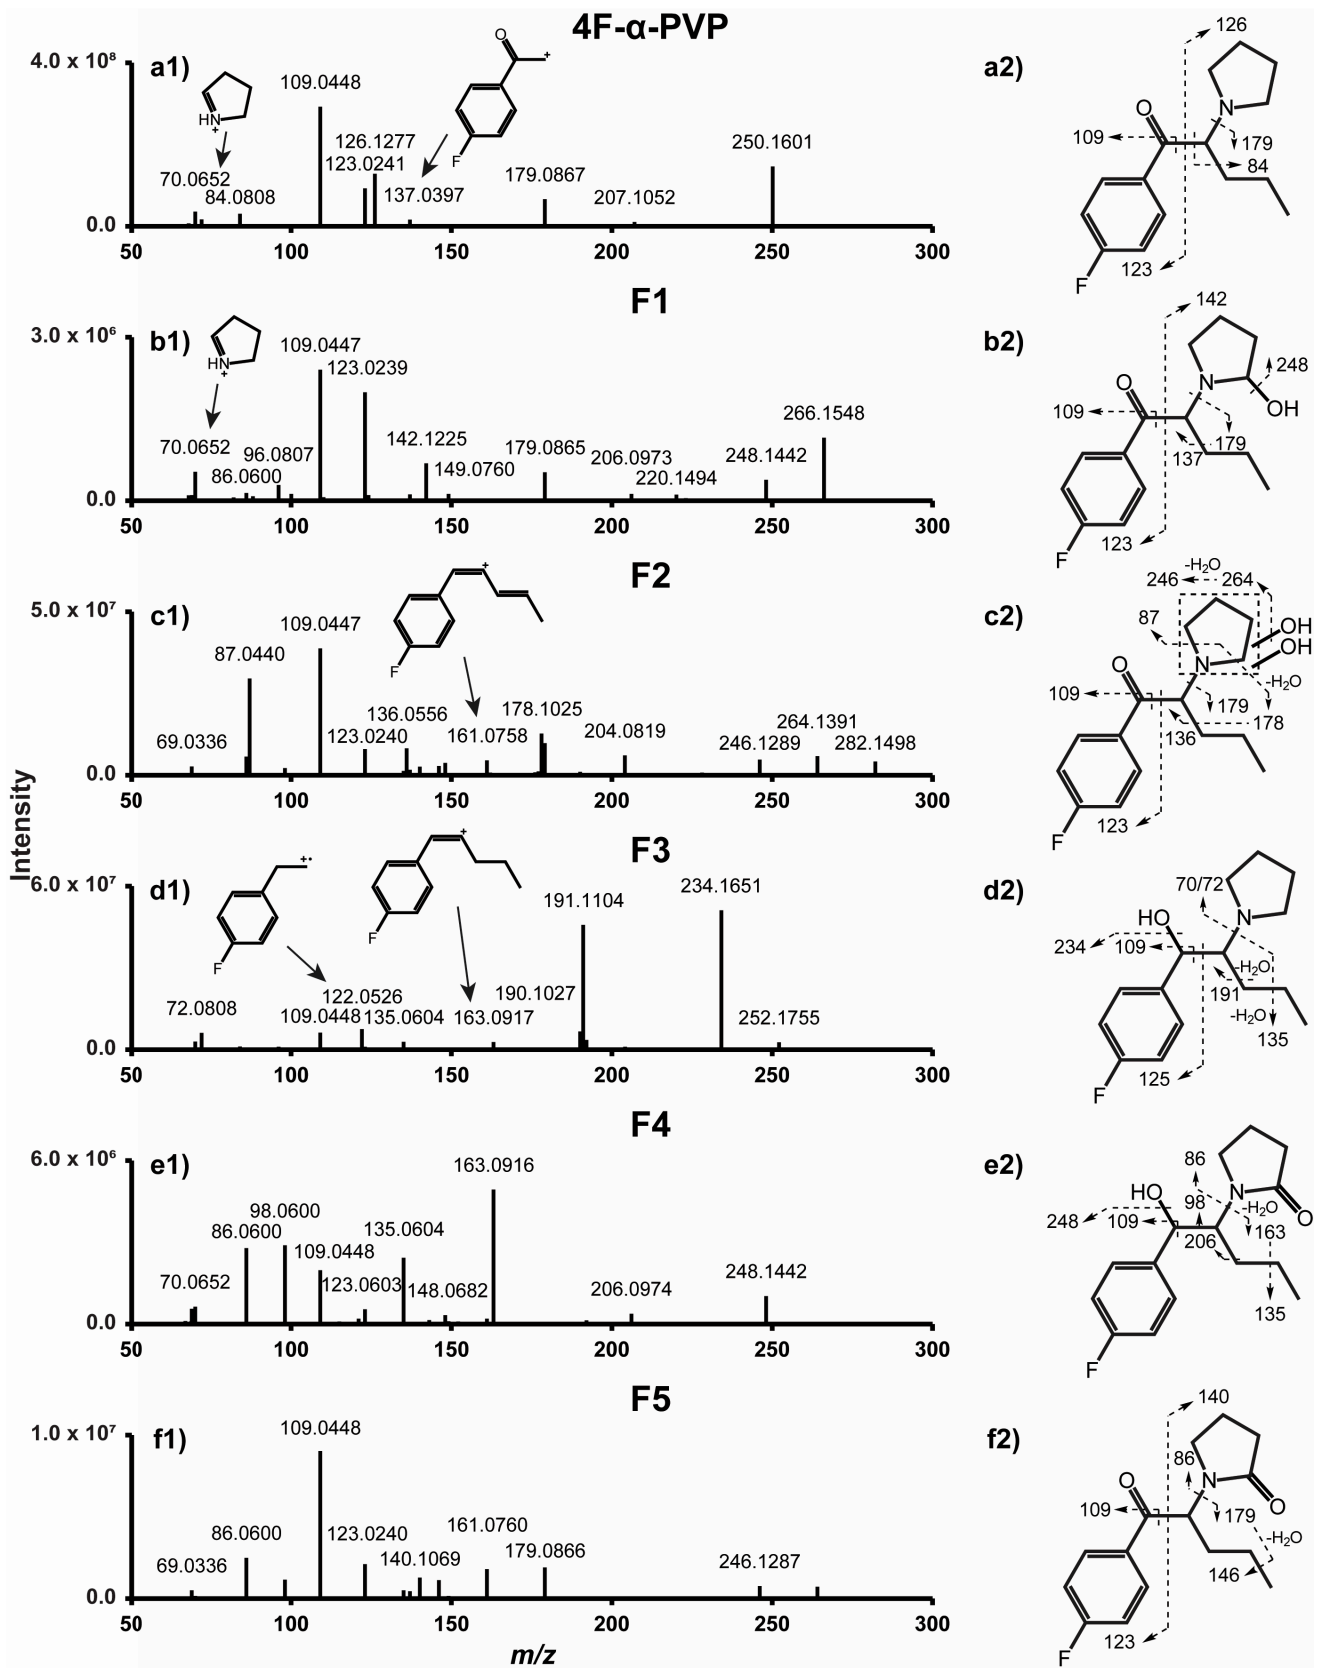 4F-α-PVP
4.0 x 10⁸
a1)
HN
+
109.0448
O
+
F
126.1277
123.0241
70.0652
84.0808
137.0397
179.0867
207.1052
250.1601
0.0
50 100 150 200 250 300
a2)
126
O
N
109
179
84
F
123
F1
3.0 x 10⁶
b1)
HN
+
109.0447
123.0239
266.1548
70.0652
96.0807
86.0600
142.1225
149.0760
179.0865
206.0973
220.1494
248.1442
0.0
50 100 150 200 250 300
b2)
142
O
N
248
OH
109
179
137
123
F
F2
5.0 x 10⁷
c1)
109.0447
+
F
87.0440
69.0336
123.0240
136.0556
161.0758
178.1025
204.0819
246.1289
264.1391
282.1498
0.0
50 100 150 200 250 300
c2)
-H₂O
246 264
87
OH
OH
O
N
-H₂O
109
179
178
136
123
F
Intensity
F3
6.0 x 10⁷
d1)
+•
F
+
F
191.1104
234.1651
72.0808
122.0526
109.0448
135.0604
163.0917
190.1027
252.1755
0.0
50 100 150 200 250 300
d2)
70/72
HO
N
234
109
-H₂O
191
-H₂O
135
125
F
F4
6.0 x 10⁶
e1)
163.0916
98.0600
86.0600
135.0604
109.0448
70.0652
123.0603
148.0682
206.0974
248.1442
0.0
50 100 150 200 250 300
e2)
86
HO
N
98
-H₂O
O
248
109
163
206
135
F
F5
1.0 x 10⁷
f1)
109.0448
86.0600
69.0336
123.0240
140.1069
161.0760
179.0866
246.1287
0.0
50 100 150 200 250 300
m/z
f2)
140
86
O
N
O
109
179
-H₂O
146
123
F